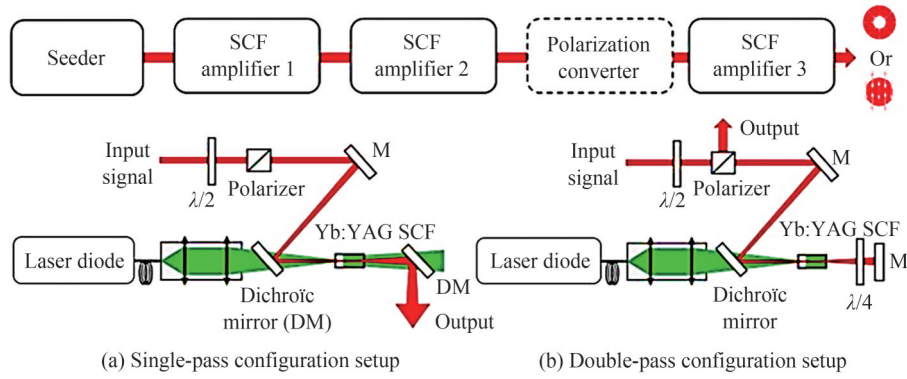 Seeder
SCF
amplifier 1
SCF
amplifier 2
Polarization
converter
SCF
amplifier 3
Or
Input
signal
λ/2
Polarizer
M
Laser diode
Dichroïc
mirror (DM)
Yb:YAG SCF
DM
Output
(a) Single-pass configuration setup
Output
Input
signal
λ/2
Polarizer
M
Laser diode
Dichroïc
mirror
Yb:YAG SCF
M
λ/4
(b) Double-pass configuration setup